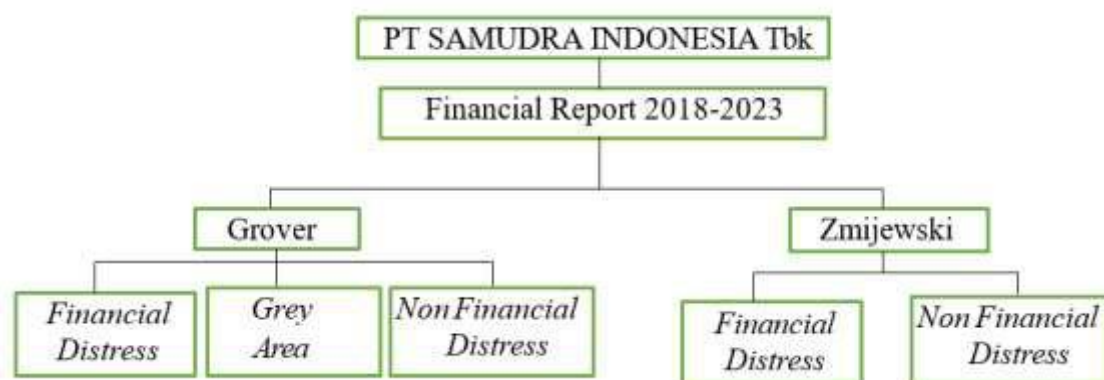 PT SAMUDRA INDONESIA Tbk
Financial Report 2018-2023
Grover
Zmijewski
Financial
Distress
Grey
Area
Non Financial
Distress
Financial
Distress
Non Financial
Distress